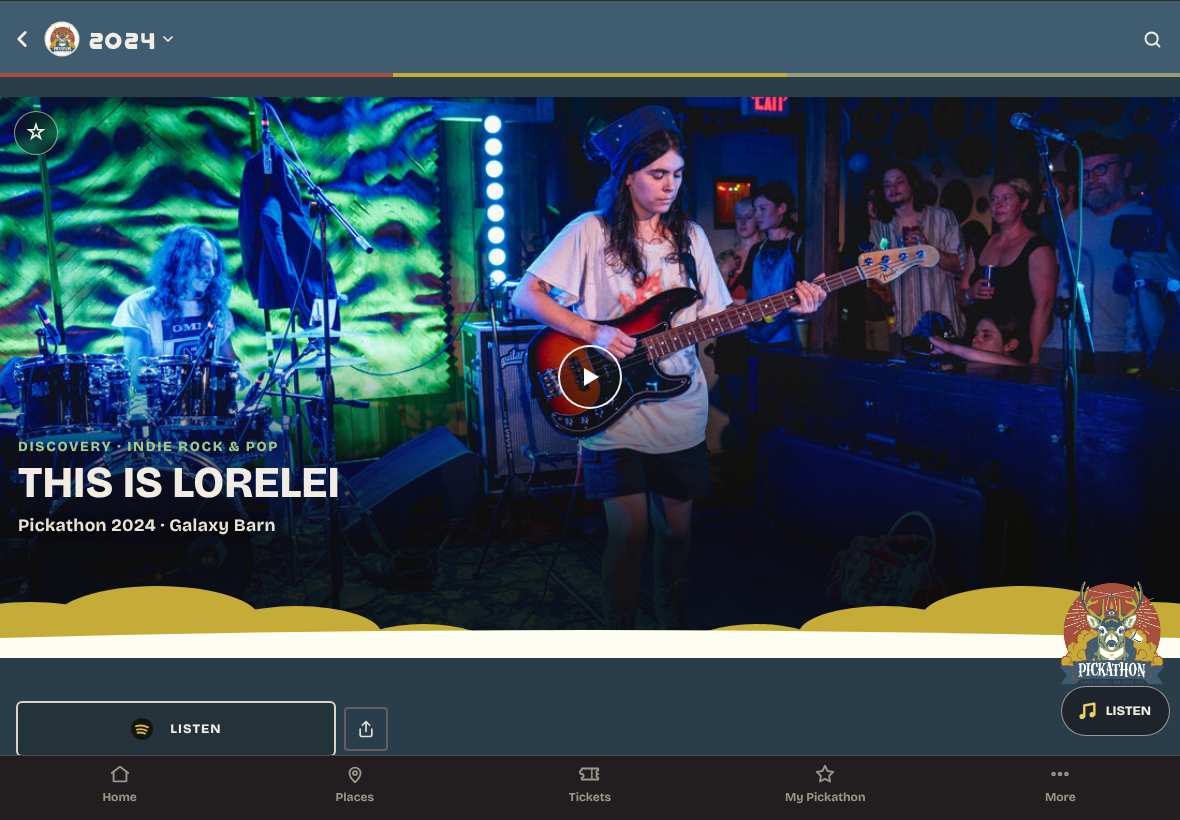 2024
EXIT
DISCOVERY • INDIE ROCK & POP
THIS IS LORELEI
Pickathon 2024 · Galaxy Barn
PICKATHON
LISTEN
LISTEN
Home
Places
Tickets
My Pickathon
More